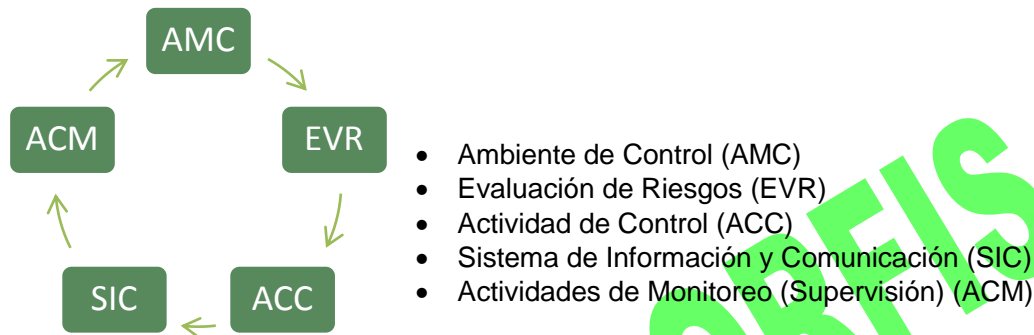 AMC
ACM
EVR
SIC
ACC
• Ambiente de Control (AMC)
• Evaluación de Riesgos (EVR)
• Actividad de Control (ACC)
• Sistema de Información y Comunicación (SIC)
• Actividades de Monitoreo (Supervisión) (ACM)